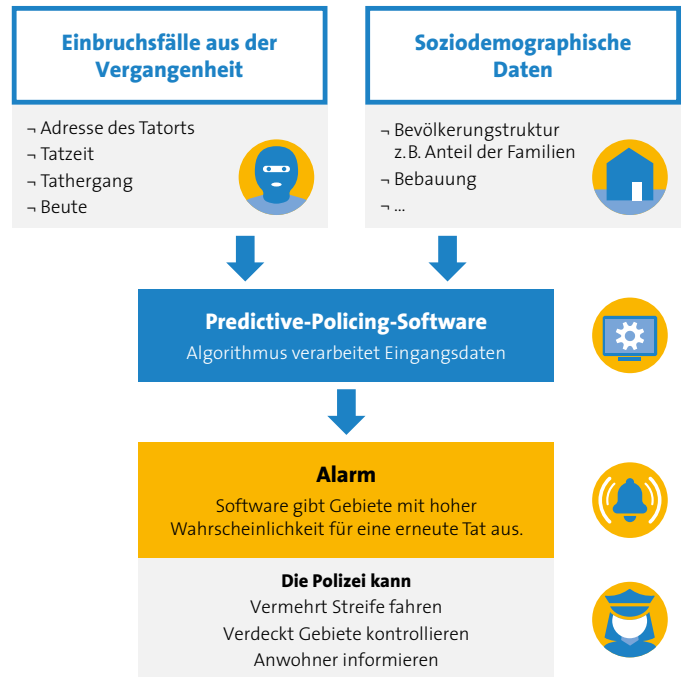 Einbruchsfälle aus der
Vergangenheit
¬ Adresse des Tatorts
¬ Tatzeit
¬ Tathergang
¬ Beute
Soziodemographische
Daten
¬ Bevölkerungstruktur
z. B. Anteil der Familien
¬ Bebauung
¬ ...
Predictive-Policing-Software
Algorithmus verarbeitet Eingangsdaten
Alarm
Software gibt Gebiete mit hoher
Wahrscheinlichkeit für eine erneute Tat aus.
Die Polizei kann
Vermehrt Streife fahren
Verdeckt Gebiete kontrollieren
Anwohner informieren